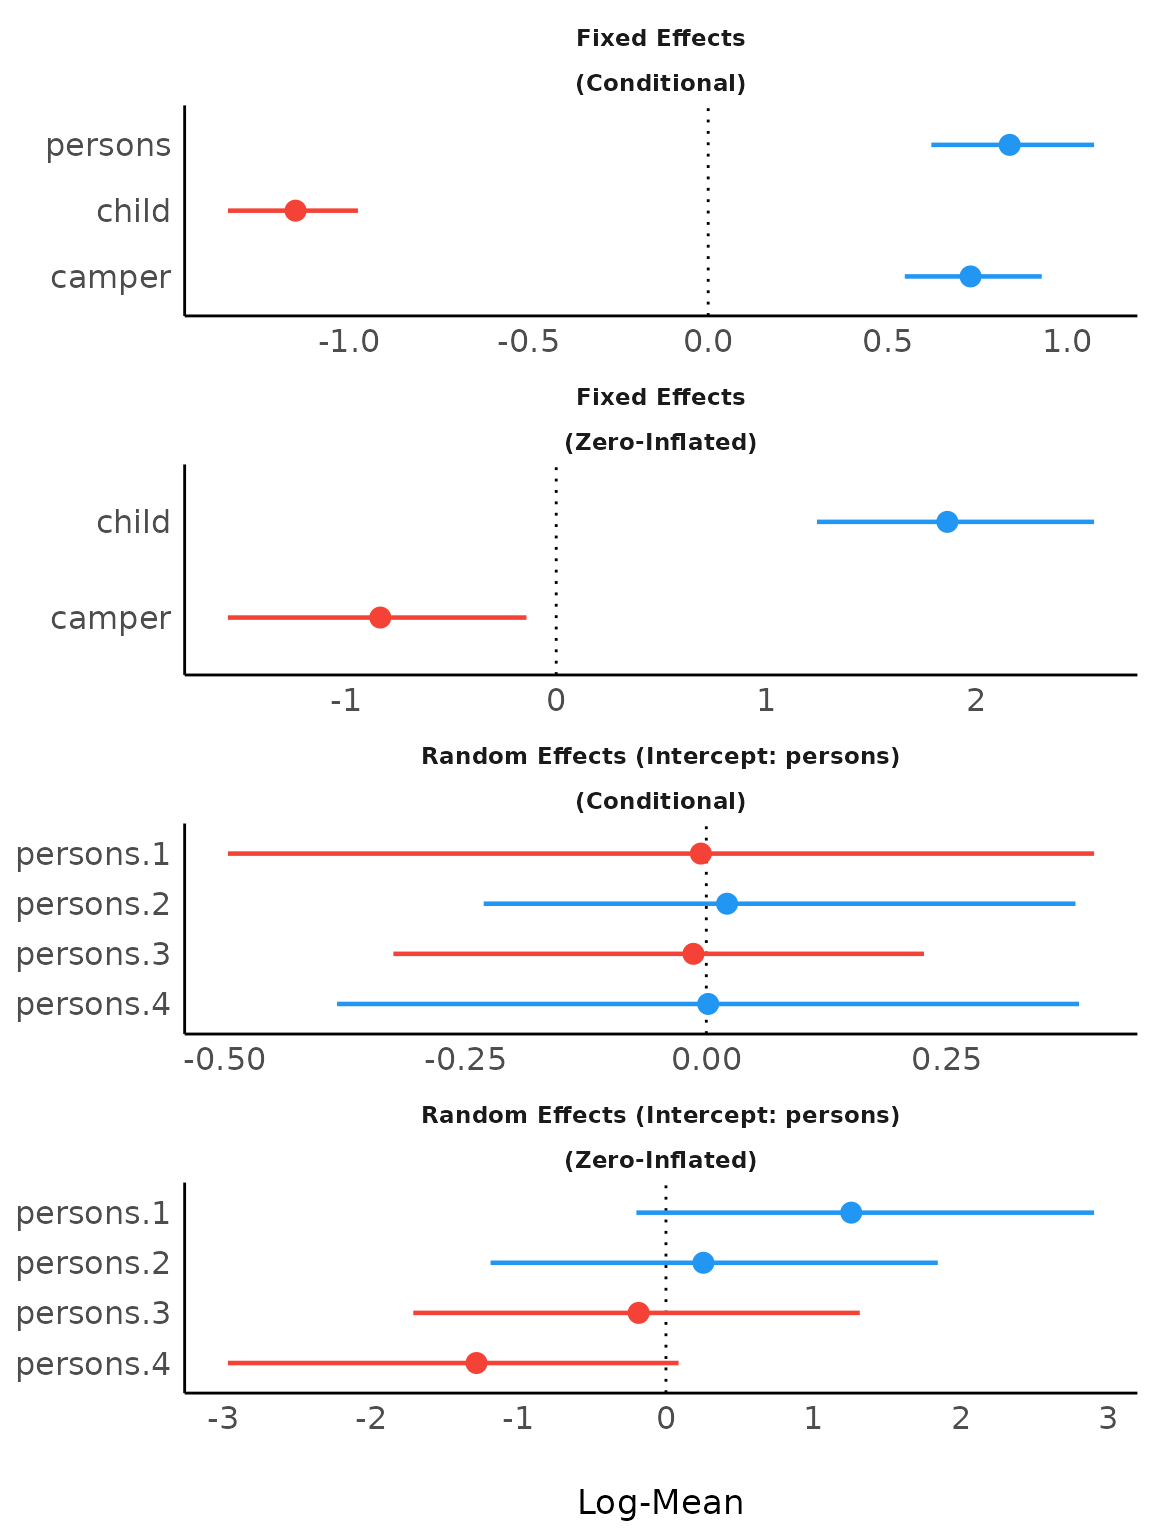 Fixed Effects
(Conditional)
persons
child
camper
-1.0 -0.5 0.0 0.5 1.0
Fixed Effects
(Zero-Inflated)
child
camper
-1 0 1 2
Random Effects (Intercept: persons)
(Conditional)
persons.1
persons.2
persons.3
persons.4
-0.50 -0.25 0.00 0.25
Random Effects (Intercept: persons)
(Zero-Inflated)
persons.1
persons.2
persons.3
persons.4
-3 -2 -1 0 1 2 3
Log-Mean